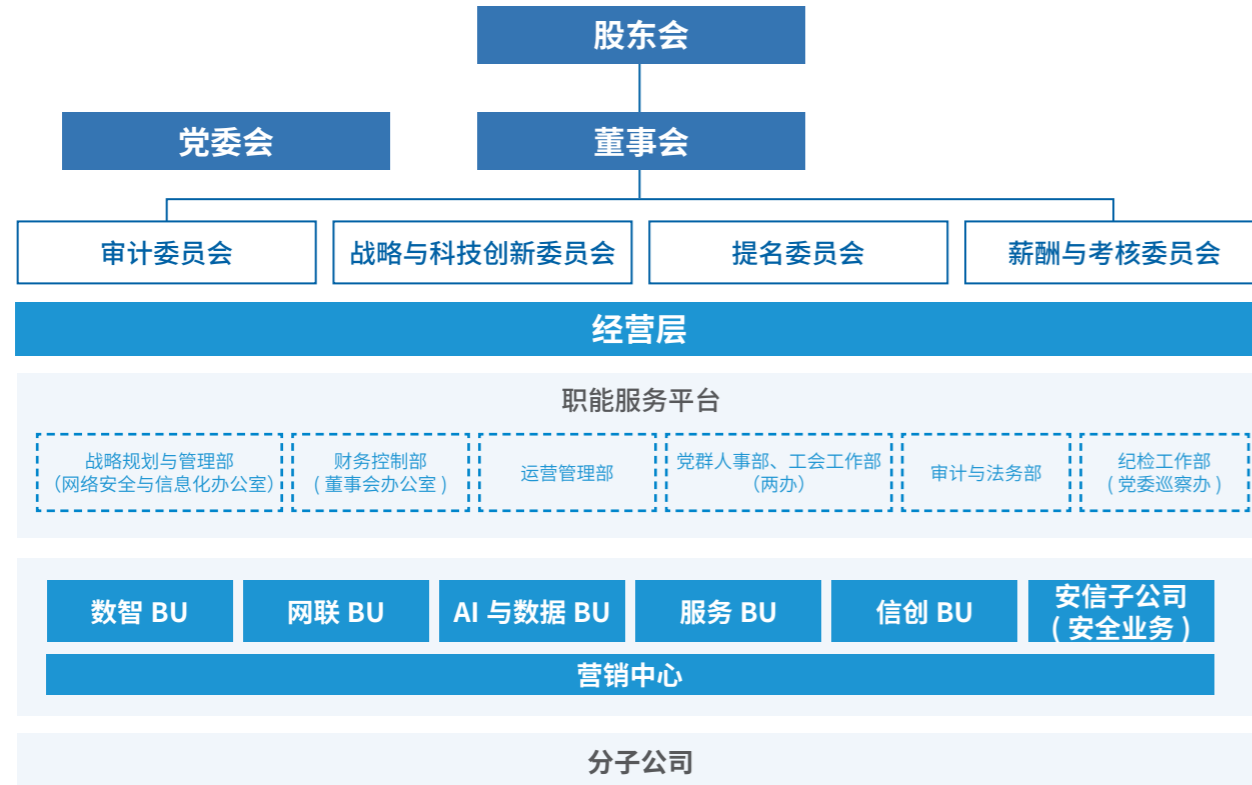 股东会
党委会
董事会
审计委员会
战略与科技创新委员会
提名委员会
薪酬与考核委员会
经营层
职能服务平台
战略规划与管理部
（网络安全与信息化办公室）
财务控制部
( 董事会办公室 )
运营管理部
党群人事部、工会工作部
（两办）
审计与法务部
纪检工作部
( 党委巡察办 )
数智 BU
网联 BU
AI 与数据 BU
服务 BU
信创 BU
安信子公司
( 安全业务 )
营销中心
分子公司